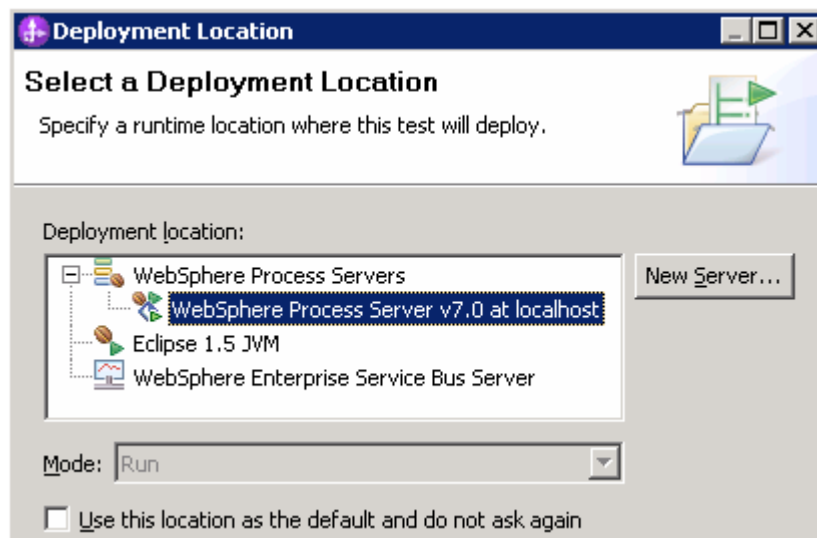 Deployment Location
Select a Deployment Location
Specify a runtime location where this test will deploy.
Deployment location:
WebSphere Process Servers
New Server...
WebSphere Process Server v7.0 at localhost
Eclipse 1.5 JVM
WebSphere Enterprise Service Bus Server
Mode: Run
Use this location as the default and do not ask again